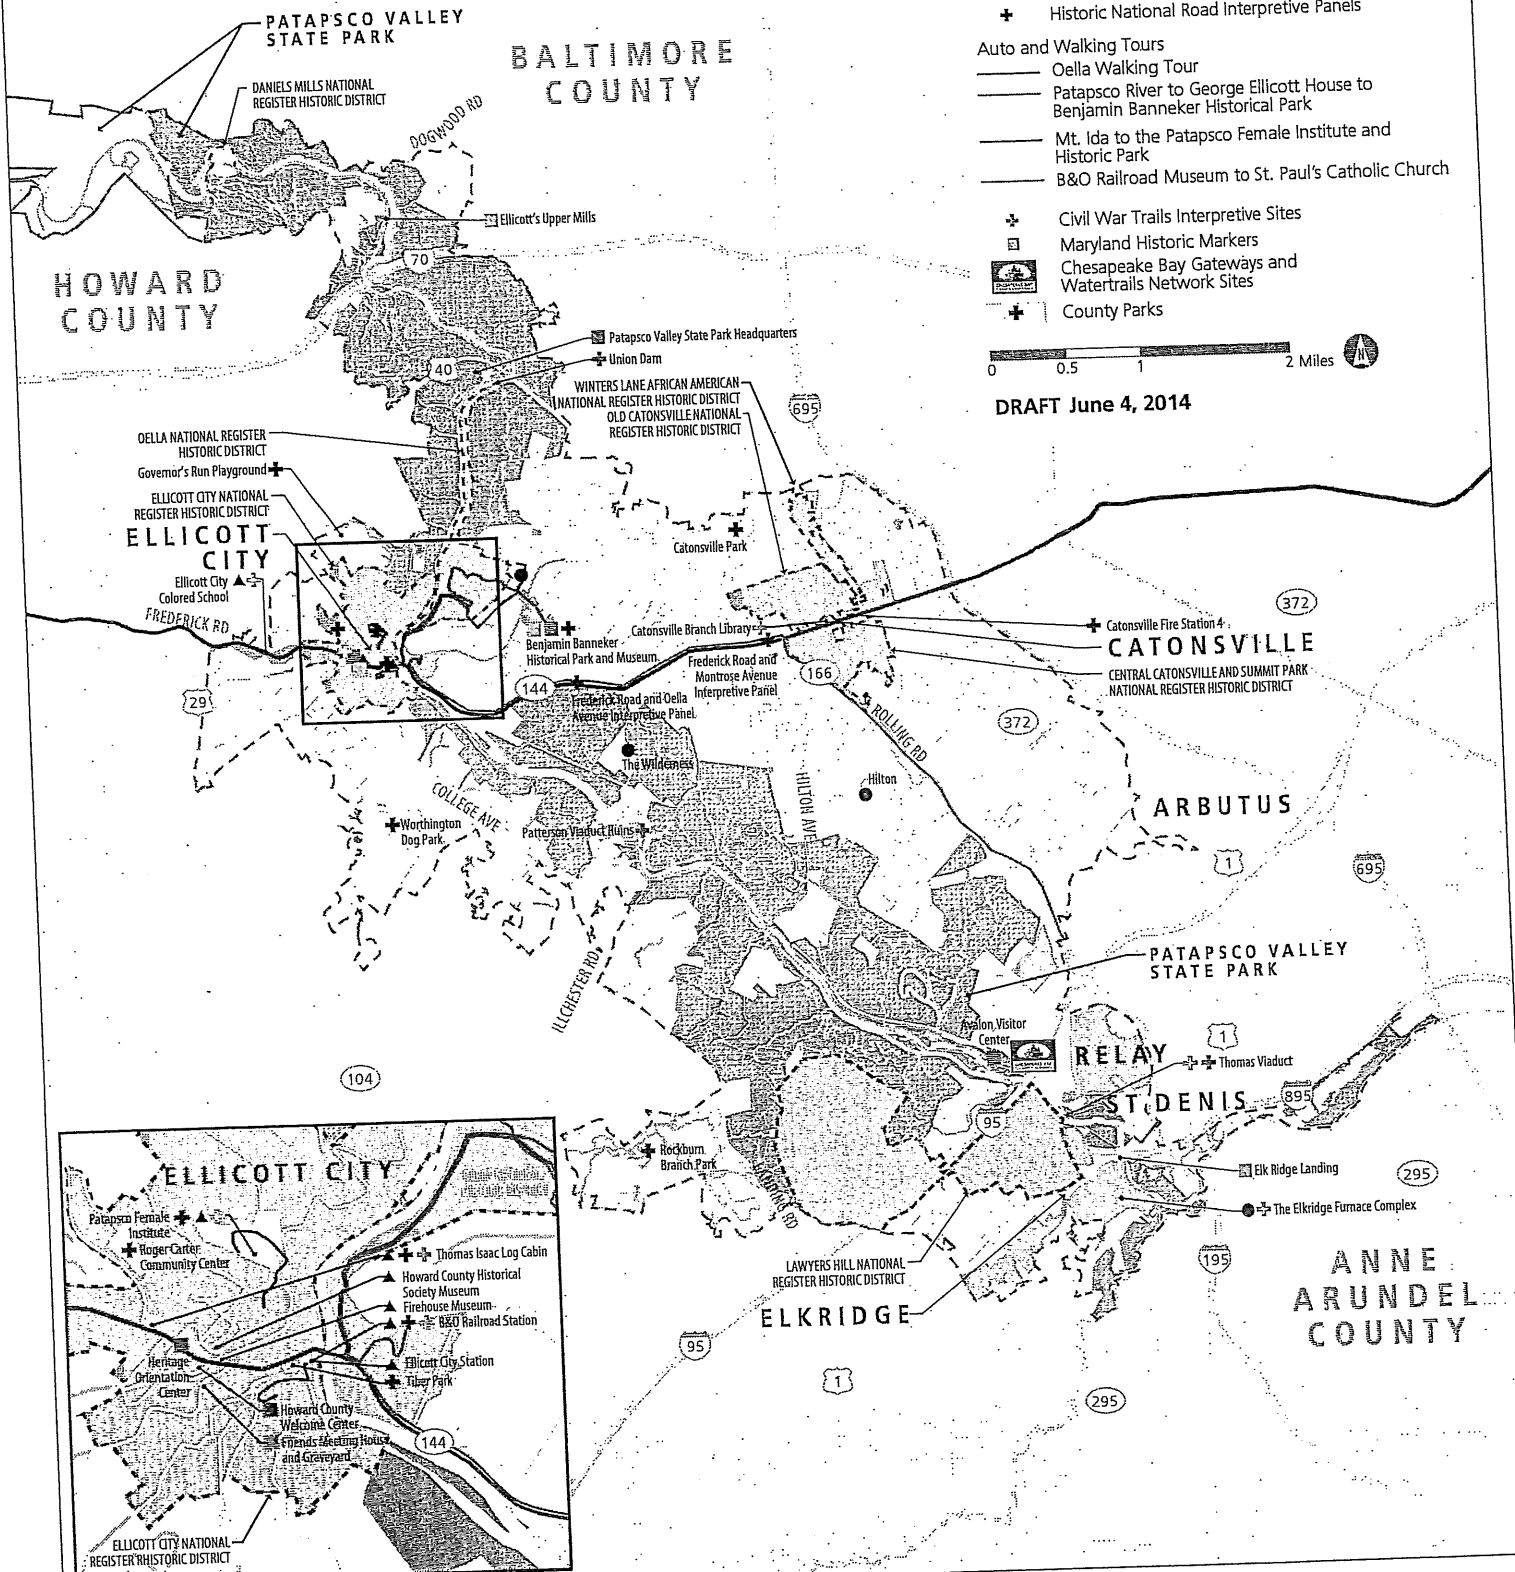 PATAPSCO VALLEY
STATE PARK
DANIELS MILLS NATIONAL
REGISTER HISTORIC DISTRICT
BALTIMORE
COUNTY
DOGWOOD RD
Historic National Road Interpretive Panels
Auto and Walking Tours
Oella Walking Tour
Patapsco River to George Ellicott House to
Benjamin Banneker Historical Park
Mt. Ida to the Patapsco Female Institute and
Historic Park
B&O Railroad Museum to St. Paul's Catholic Church
Civil War Trails Interpretive Sites
Maryland Historic Markers
Chesapeake Bay Gateways and
Watertrails Network Sites
County Parks
0 0.5 1 2 Miles
N
DRAFT June 4, 2014
Ellicott's Upper Mills
70
HOWARD
COUNTY
Patapsco Valley State Park Headquarters
Union Dam
40
WINTERS LANE AFRICAN AMERICAN
NATIONAL REGISTER HISTORIC DISTRICT
OLD CATONSVILLE NATIONAL
REGISTER HISTORIC DISTRICT
695
OELLA NATIONAL REGISTER
HISTORIC DISTRICT
Governor's Run Playground
ELLICOTT CITY NATIONAL
REGISTER HISTORIC DISTRICT
ELLICOTT
CITY
Ellicott City
Colored School
FREDERICK RD
29
Catonsville Park
Benjamin Banneker
Historical Park and Museum
Catonsville Branch Library
Frederick Road and
Montrose Avenue
Interpretive Panel
144
Frederick Road and Oella
Avenue Interpretive Panel
166
372
Catonsville Fire Station 4
CATONSVILLE
CENTRAL CATONSVILLE AND SUMMIT PARK
NATIONAL REGISTER HISTORIC DISTRICT
372
ROLLING RD
The Wilderness
Hilton
HILTON AVE
COLLEGE AVE
Worthington
Dog Park
Patterson Viaduct Ruins
ARBUTUS
1
695
ILLCHESTER RD
PATAPSCO VALLEY
STATE PARK
Avalon Visitor
Center
RELAY
1
Thomas Viaduct
ST. DENIS
895
95
104
Rockburn
Branch Park
LANDING RD
Elk Ridge Landing
295
The Elkridge Furnace Complex
195
LAWYERS HILL NATIONAL
REGISTER HISTORIC DISTRICT
ELKRIDGE
ANNE
ARUNDEL
COUNTY
95
1
295
ELLICOTT CITY
Patapsco Female
Institute
Roger Carter
Community Center
Thomas Isaac Log Cabin
Howard County Historical
Society Museum
Firehouse Museum
B&O Railroad Station
Heritage
Orientation
Center
Ellicott City Station
Tiber Park
Howard County
Welcome Center
Friends Meeting House
and Graveyard
144
ELLICOTT CITY NATIONAL
REGISTER HISTORIC DISTRICT